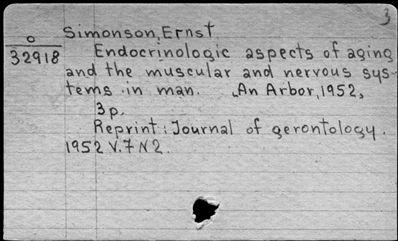 3
Simonson, Ernst
o
32918
Endocrinologic aspects of aging
and the muscular and nervous sys-
tems in man. An Arbor, 1952,
3p.
Reprint: Journal of gerontology.
1952 V.7 N2.